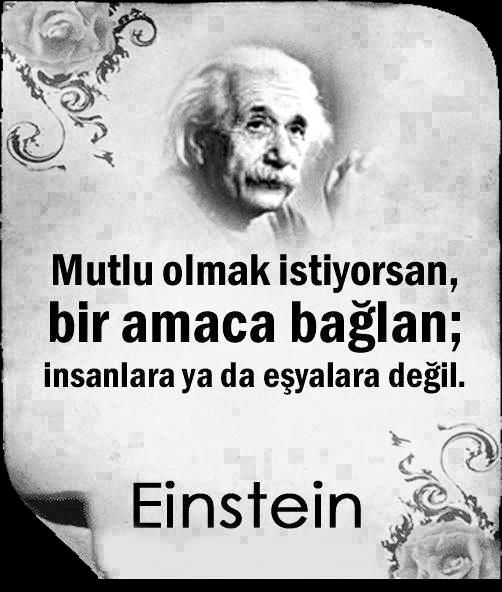 Mutlu olmak istiyorsan,
bir amaca bağlan;
insanlara ya da eşyalara değil.
Einstein